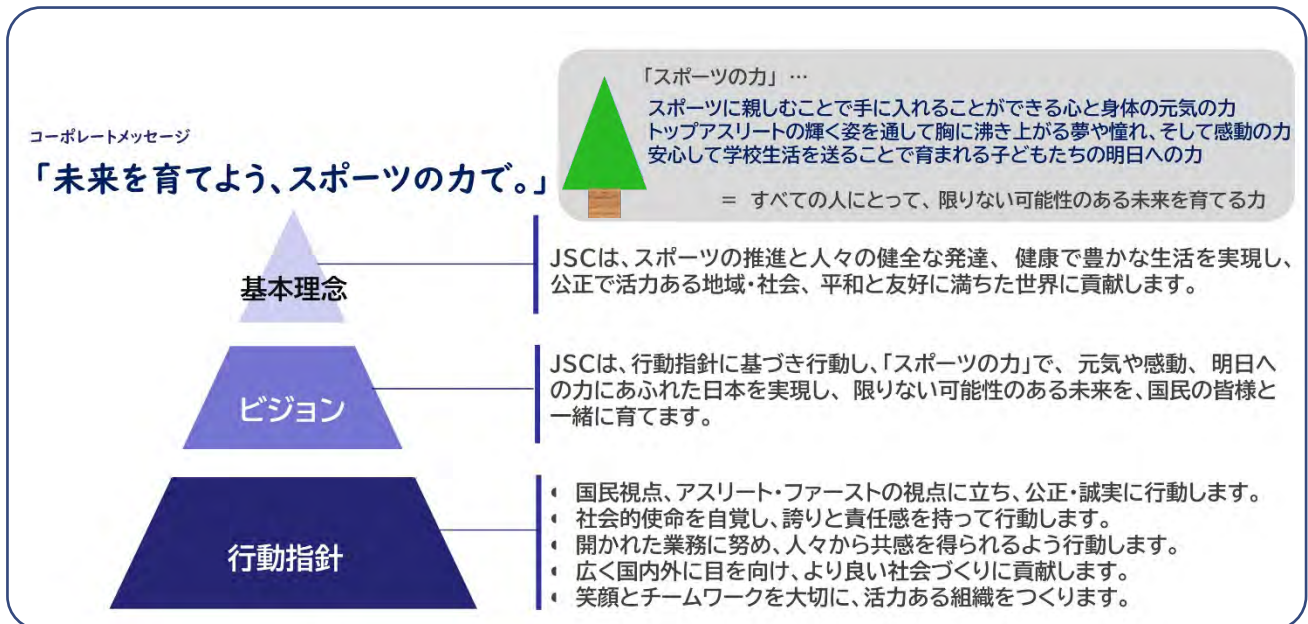 コーポレートメッセージ
「未来を育てよう、スポーツの力で。」
「スポーツの力」 …
スポーツに親しむことで手に入れることができる心と身体の元気の力
トップアスリートの輝く姿を通して胸に沸き上がる夢や憧れ、そして感動の力
安心して学校生活を送ることで育まれる子どもたちの明日への力
= すべての人にとって、限りない可能性のある未来を育てる力
基本理念
JSCは、スポーツの推進と人々の健全な発達、健康で豊かな生活を実現し、
公正で活力ある地域・社会、平和と友好に満ちた世界に貢献します。
ビジョン
JSCは、行動指針に基づき行動し、「スポーツの力」で、元気や感動、明日へ
の力にあふれた日本を実現し、限りない可能性のある未来を、国民の皆様と
一緒に育てます。
行動指針
国民視点、アスリート・ファーストの視点に立ち、公正・誠実に行動します。
社会的使命を自覚し、誇りと責任感を持って行動します。
開かれた業務に努め、人々から共感を得られるよう行動します。
広く国内外に目を向け、より良い社会づくりに貢献します。
笑顔とチームワークを大切に、活力ある組織をつくります。